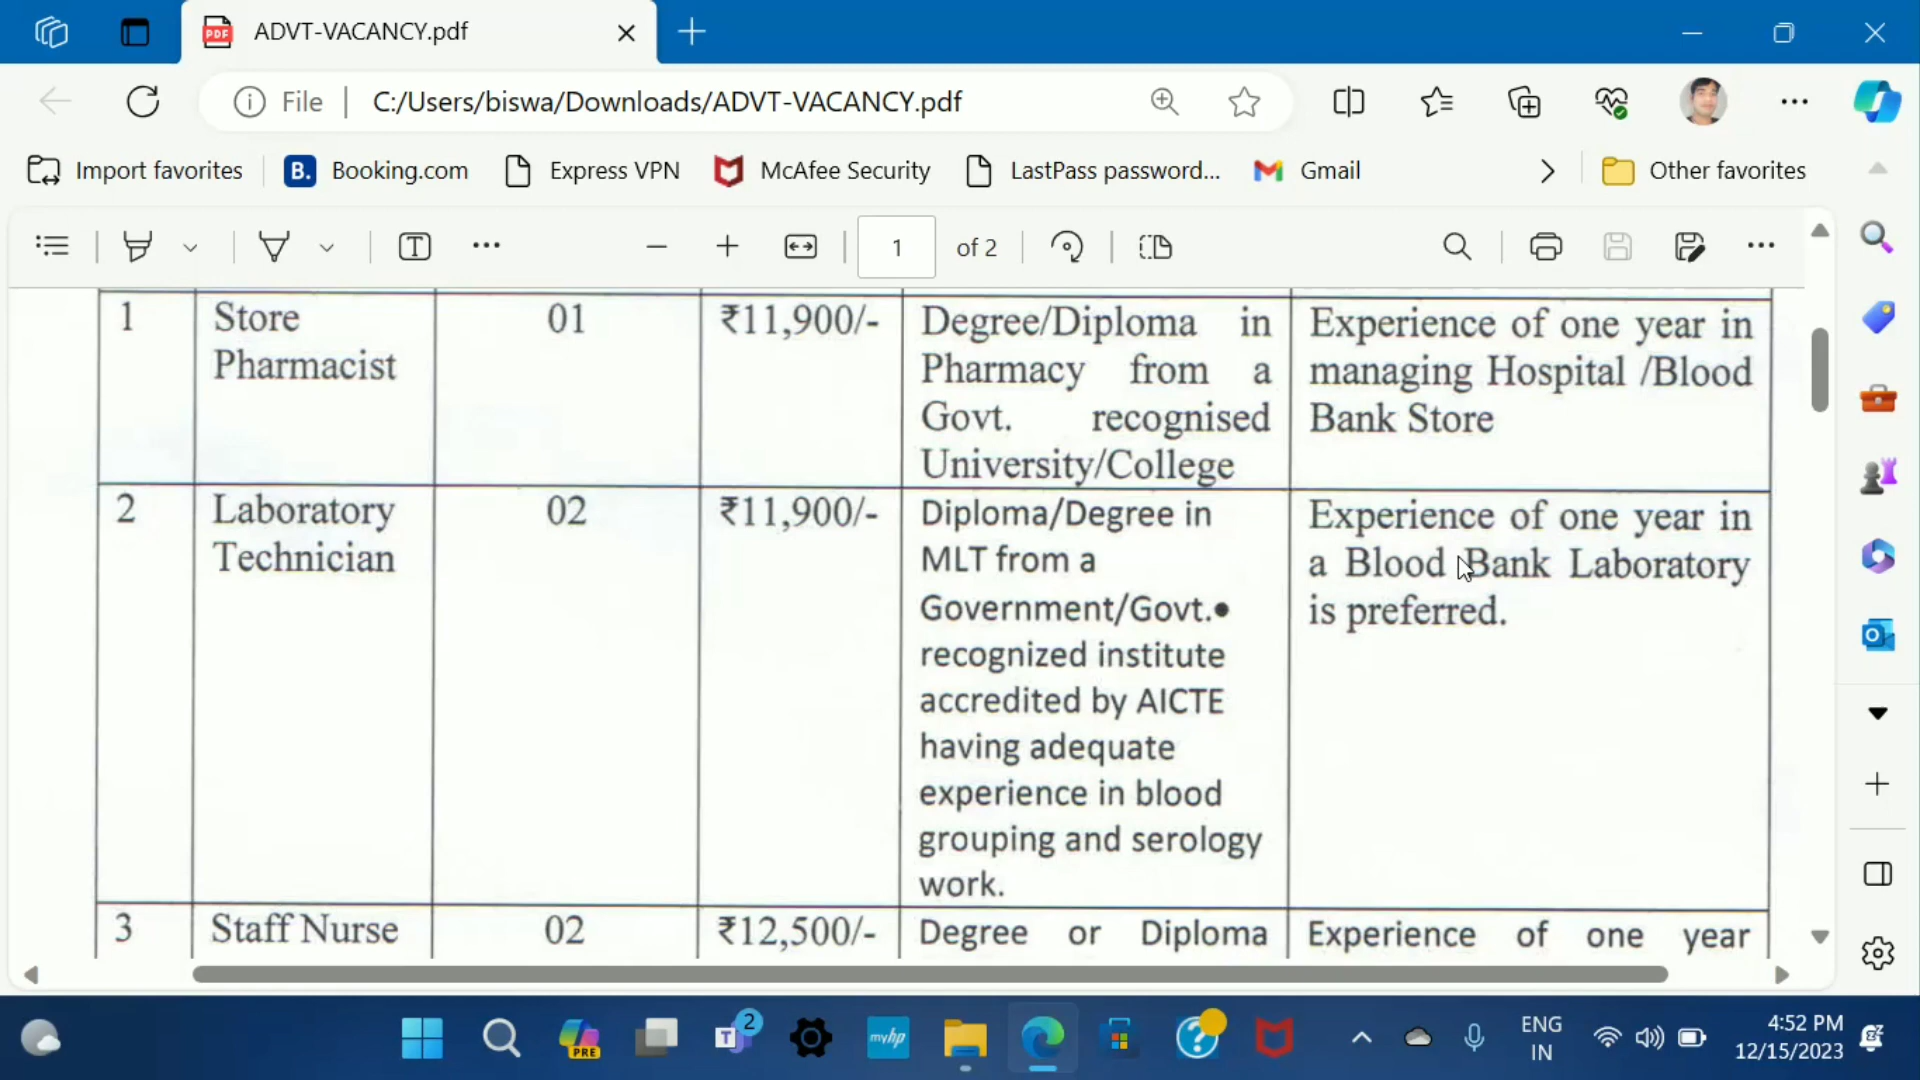 ADVT-VACANCY.pdf
File
C:/Users/biswa/Downloads/ADVT-VACANCY.pdf
Import favorites
B. Booking.com
Express VPN
McAfee Security
LastPass password...
Gmail
Other favorites
1 of 2
1
Store
Pharmacist
01
₹11,900/-
Degree/Diploma in
Pharmacy from a
Govt. recognised
University/College
Experience of one year in
managing Hospital /Blood
Bank Store
2
Laboratory
Technician
02
₹11,900/-
Diploma/Degree in
MLT from a
Government/Govt.•
recognized institute
accredited by AICTE
having adequate
experience in blood
grouping and serology
work.
Experience of one year in
a Blood Bank Laboratory
is preferred.
3
Staff Nurse
02
₹12,500/-
Degree or Diploma
Experience of one year
PRE
2
myhp
ENG
IN
4:52 PM
12/15/2023